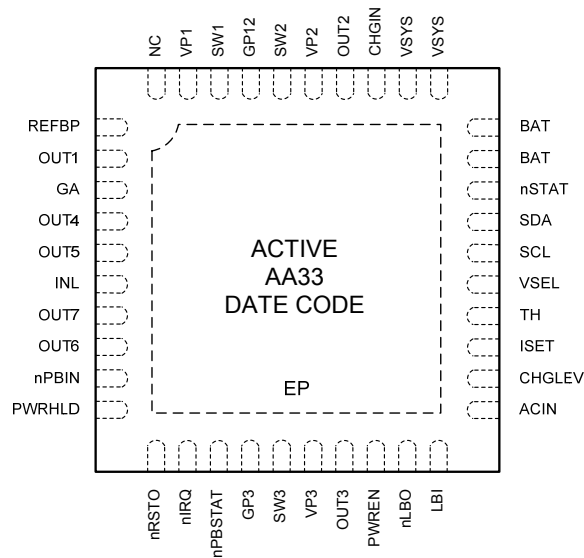 NC
VP1
SW1
GP12
SW2
VP2
OUT2
CHGIN
VSYS
VSYS
REFBP
OUT1
GA
OUT4
OUT5
INL
OUT7
OUT6
nPBIN
PWRHLD
ACTIVE
AA33
DATE CODE
EP
BAT
BAT
nSTAT
SDA
SCL
VSEL
TH
ISET
CHGLEV
ACIN
nRSTO
nIRQ
nPBSTAT
GP3
SW3
VP3
OUT3
PWREN
nLBO
LBI